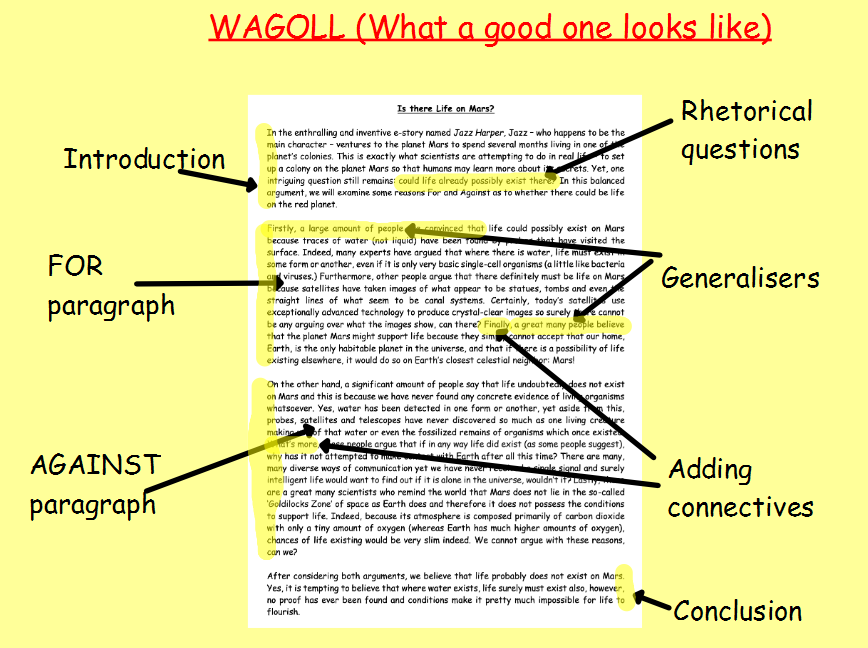 WAGOLL (What a good one looks like)
Introduction
FOR
paragraph
AGAINST
paragraph
Is there Life on Mars?
In the enthralling and inventive e-story named Jazz Harper, Jazz – who happens to be the
main character – ventures to the planet Mars to spend several months living in one of the
planet's colonies. This is exactly what scientists are attempting to do in real life – to set
up a colony on the planet Mars so that humans may learn more about its secrets. Yet, one
intriguing question still remains: could life already possibly exist there? In this balanced
argument, we will examine some reasons For and Against as to whether there could be life
on the red planet.
Firstly, a large amount of people convinced that life could possibly exist on Mars
because traces of water (not liquid) have been found by that have visited the
surface. Indeed, many experts have argued that where there is water, life must exist in
some form or another, even if it is only very basic single-cell organisms (a little like bacteria
and viruses.) Furthermore, other people argue that there definitely must be life on Mars
because satellites have taken images of what appear to be statues, tombs and even the
straight lines of what seem to be canal systems. Certainly, today's satellites use
exceptionally advanced technology to produce crystal-clear images so surely there cannot
be any arguing over what the images show, can there? Finally, a great many people believe
that the planet Mars might support life because they simply cannot accept that our home,
Earth, is the only habitable planet in the universe, and that if there is a possibility of life
existing elsewhere, it would do so on Earth's closest celestial neighbor: Mars!
On the other hand, a significant amount of people say that life undoubtedly does not exist
on Mars and this is because we have never found any concrete evidence of living organisms
whatsoever. Yes, water has been detected in one form or another, yet aside from this,
probes, satellites and telescopes have never discovered so much as one living creature
making of that water or even the fossilized remains of organisms which once existed.
What's more, these people argue that if in any way life did exist (as some people suggest),
why has it not attempted to make contact with Earth after all this time? There are many,
many diverse ways of communication yet we have never received a single signal and surely
intelligent life would want to find out if it is alone in the universe, wouldn't it? Lastly, there
are a great many scientists who remind the world that Mars does not lie in the so-called
'Goldilocks Zone' of space as Earth does and therefore it does not possess the conditions
to support life. Indeed, because its atmosphere is composed primarily of carbon dioxide
with only a tiny amount of oxygen (whereas Earth has much higher amounts of oxygen),
chances of life existing would be very slim indeed. We cannot argue with these reasons,
can we?
After considering both arguments, we believe that life probably does not exist on Mars.
Yes, it is tempting to believe that where water exists, life surely must exist also, however,
no proof has ever been found and conditions make it pretty much impossible for life to
flourish.
Rhetorical
questions
Generalisers
Adding
connectives
Conclusion